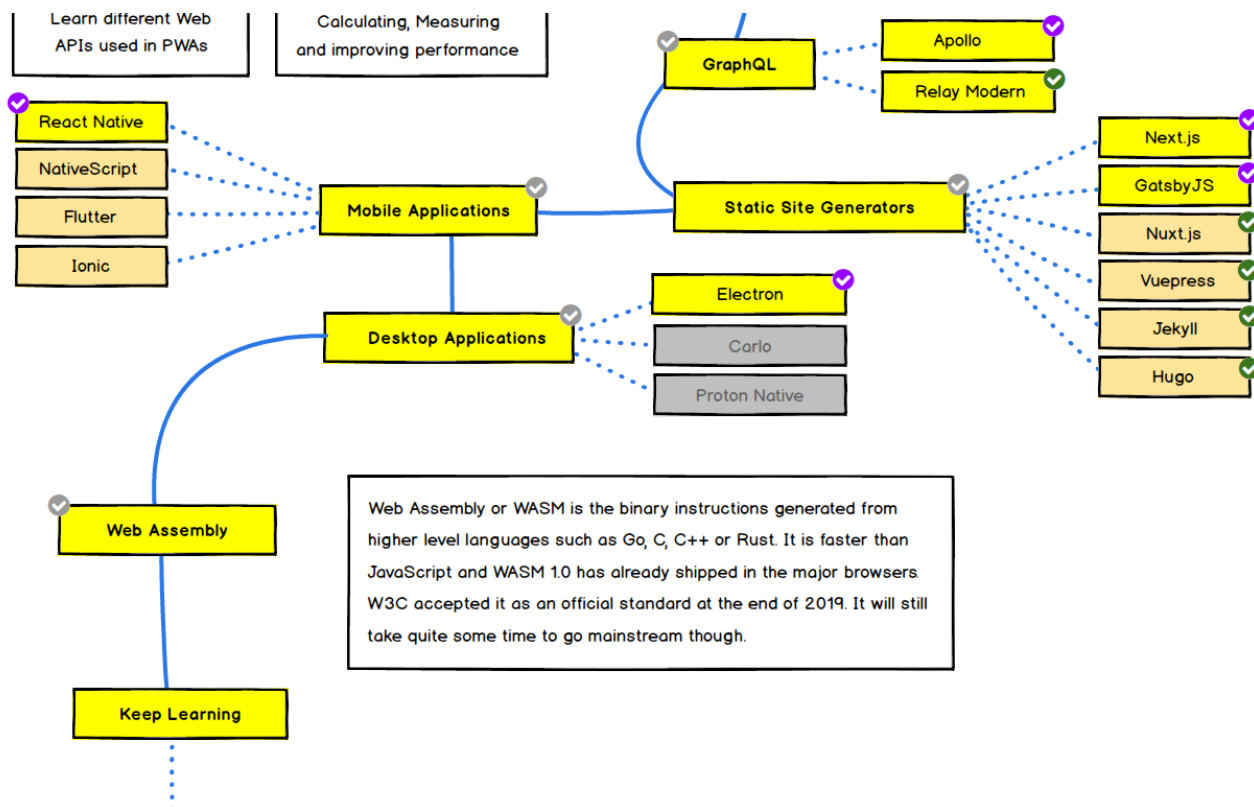 Learn different Web
APIs used in PWAs
Calculating, Measuring
and improving performance
GraphQL
Apollo
Relay Modern
React Native
NativeScript
Flutter
Ionic
Mobile Applications
Static Site Generators
Next.js
GatsbyJS
Nuxt.js
Vuepress
Jekyll
Hugo
Desktop Applications
Electron
Carlo
Proton Native
Web Assembly
Web Assembly or WASM is the binary instructions generated from
higher level languages such as Go, C, C++ or Rust. It is faster than
JavaScript and WASM 1.0 has already shipped in the major browsers.
W3C accepted it as an official standard at the end of 2019. It will still
take quite some time to go mainstream though.
Keep Learning